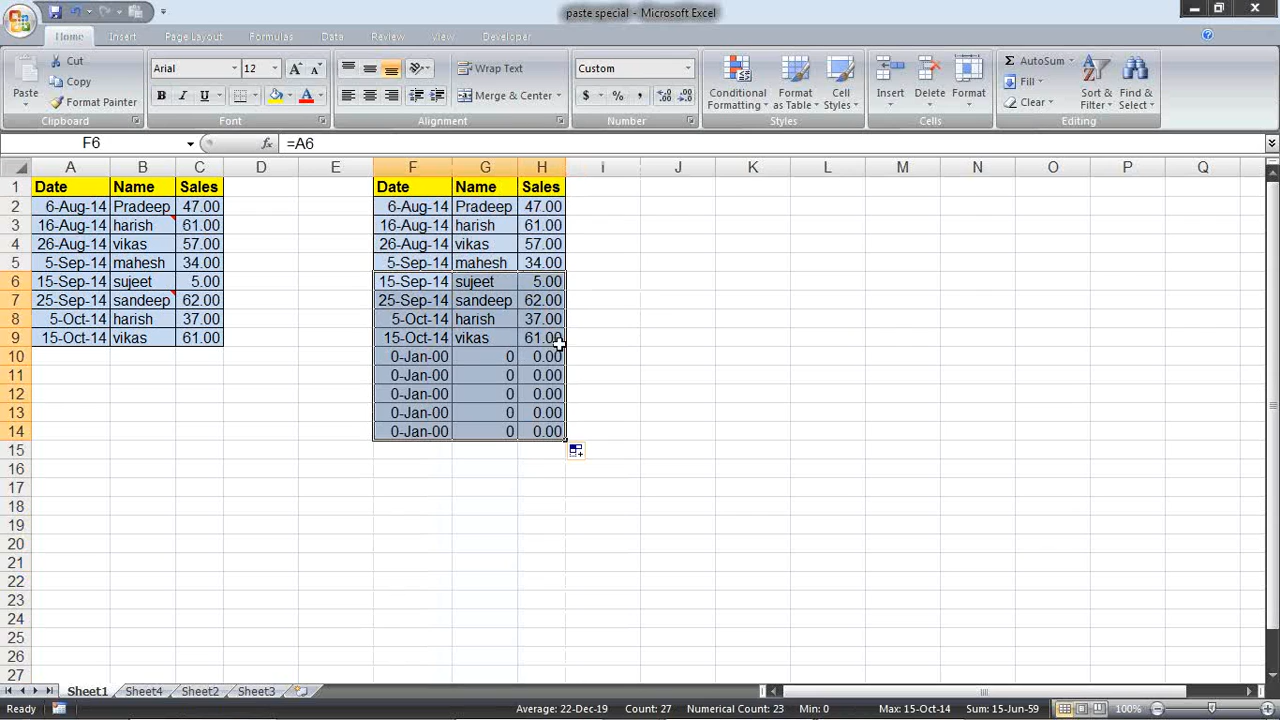 paste special - Microsoft Excel
Home Insert Page Layout Formulas Data Review View Developer
Paste Cut Copy Format Painter Clipboard
Arial 12 B I U A A A Font
Wrap Text Merge & Center Alignment
Custom $ % , Number
Conditional Formatting Format as Table Cell Styles Styles
Insert Delete Format Cells
Σ AutoSum Fill Clear Sort & Filter Find & Select Editing
F6 fx =A6
A B C D E F G H I J K L M N O P Q
1 Date Name Sales Date Name Sales
2 6-Aug-14 Pradeep 47.00 6-Aug-14 Pradeep 47.00
3 16-Aug-14 harish 61.00 16-Aug-14 harish 61.00
4 26-Aug-14 vikas 57.00 26-Aug-14 vikas 57.00
5 5-Sep-14 mahesh 34.00 5-Sep-14 mahesh 34.00
6 15-Sep-14 sujeet 5.00 15-Sep-14 sujeet 5.00
7 25-Sep-14 sandeep 62.00 25-Sep-14 sandeep 62.00
8 5-Oct-14 harish 37.00 5-Oct-14 harish 37.00
9 15-Oct-14 vikas 61.00 15-Oct-14 vikas 61.00
10 0-Jan-00 0 0.00
11 0-Jan-00 0 0.00
12 0-Jan-00 0 0.00
13 0-Jan-00 0 0.00
14 0-Jan-00 0 0.00
15
16
17
18
19
20
21
22
23
24
25
26
27
Sheet1 Sheet4 Sheet2 Sheet3
Ready Average: 22-Dec-19 Count: 27 Numerical Count: 23 Min: 0 Max: 15-Oct-14 Sum: 15-Jun-59 100%